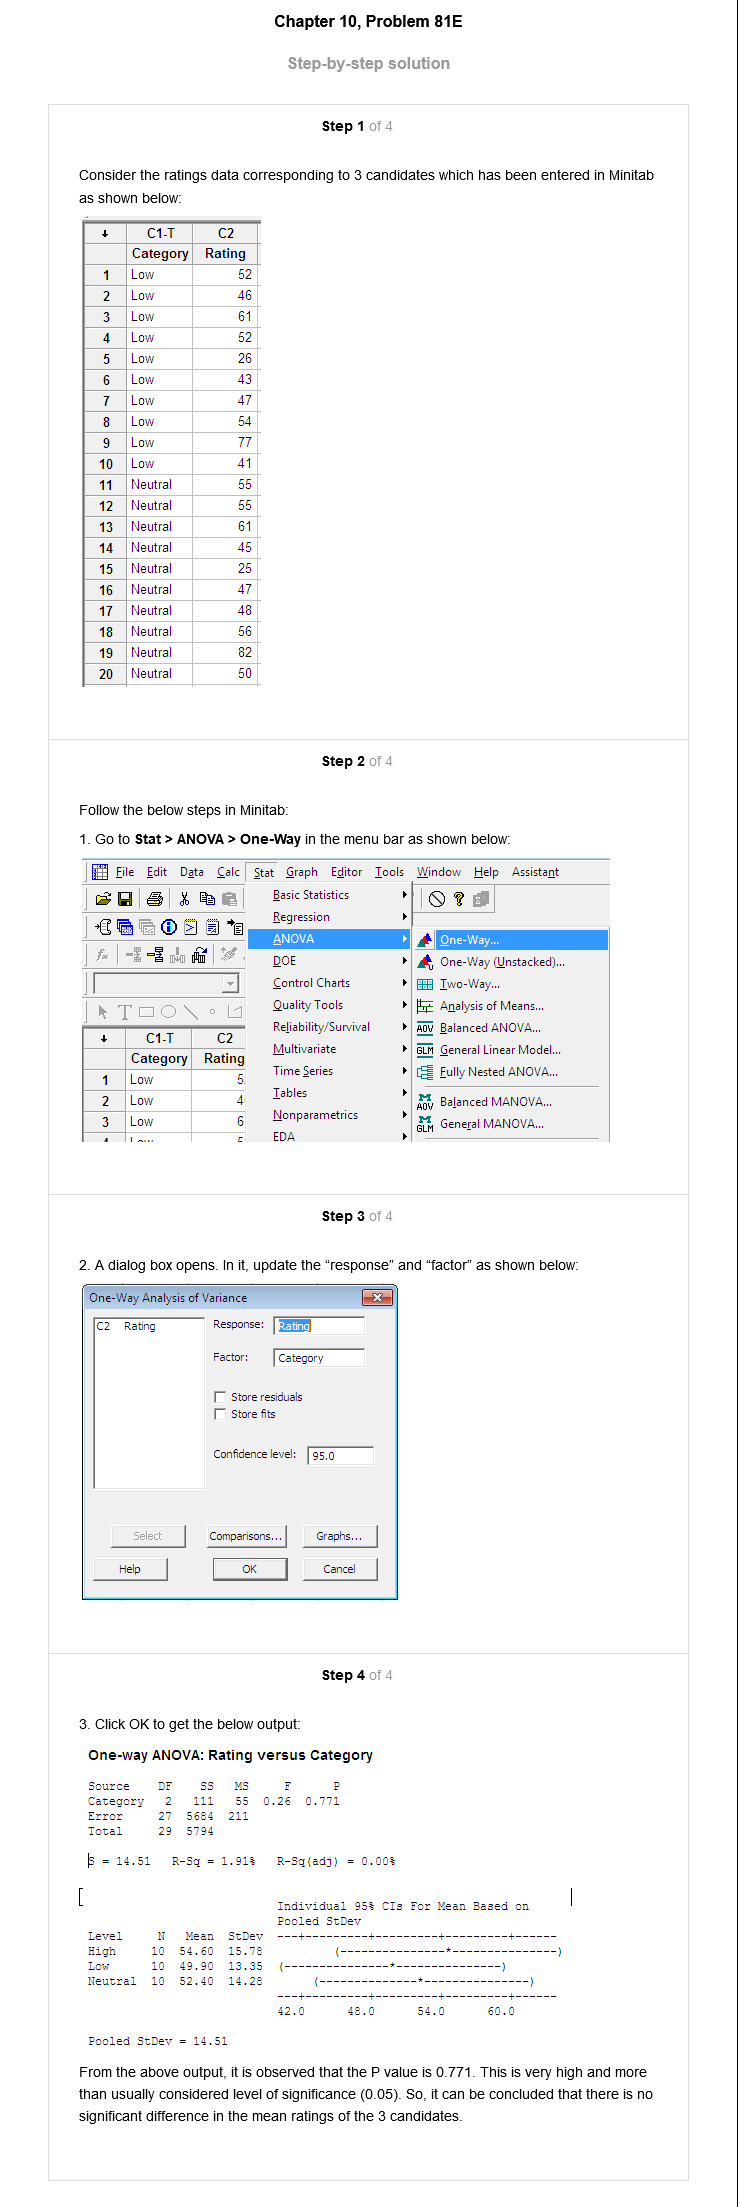 Chapter 10, Problem 81E
Step-by-step solution
Step 1 of 4
Consider the ratings data corresponding to 3 candidates which has been entered in Minitab
as shown below:
↓ C1-T C2
Category Rating
1 Low 52
2 Low 46
3 Low 61
4 Low 52
5 Low 26
6 Low 43
7 Low 47
8 Low 54
9 Low 77
10 Low 41
11 Neutral 55
12 Neutral 55
13 Neutral 61
14 Neutral 45
15 Neutral 25
16 Neutral 47
17 Neutral 48
18 Neutral 56
19 Neutral 82
20 Neutral 50
Step 2 of 4
Follow the below steps in Minitab:
1. Go to Stat > ANOVA > One-Way in the menu bar as shown below:
File Edit Data Calc Stat Graph Editor Tools Window Help Assistant
Basic Statistics
Regression
ANOVA
DOE
Control Charts
Quality Tools
Reliability/Survival
Multivariate
Time Series
Tables
Nonparametrics
EDA
One-Way...
One-Way (Unstacked)...
Two-Way...
Analysis of Means...
AOV Balanced ANOVA...
GLM General Linear Model...
Fully Nested ANOVA...
M AOV Balanced MANOVA...
M GLM General MANOVA...
↓ C1-T C2
Category Rating
1 Low 5
2 Low 4
3 Low 6
4 Low 5
Step 3 of 4
2. A dialog box opens. In it, update the “response” and “factor” as shown below:
One-Way Analysis of Variance
C2 Rating
Response: Rating
Factor: Category
Store residuals
Store fits
Confidence level: 95.0
Select Comparisons... Graphs...
Help OK Cancel
Step 4 of 4
3. Click OK to get the below output:
One-way ANOVA: Rating versus Category
Source DF SS MS F P
Category 2 111 55 0.26 0.771
Error 27 5684 211
Total 29 5794
S = 14.51 R-Sq = 1.91% R-Sq(adj) = 0.00%
Individual 95% CIs For Mean Based on
Pooled StDev
Level N Mean StDev ---+---------+---------+---------+------
High 10 54.60 15.78 (---------------*---------------)
Low 10 49.90 13.35 (---------------*---------------)
Neutral 10 52.40 14.28 (---------------*---------------)
---+---------+---------+---------+------
42.0 48.0 54.0 60.0
Pooled StDev = 14.51
From the above output, it is observed that the P value is 0.771. This is very high and more
than usually considered level of significance (0.05). So, it can be concluded that there is no
significant difference in the mean ratings of the 3 candidates.